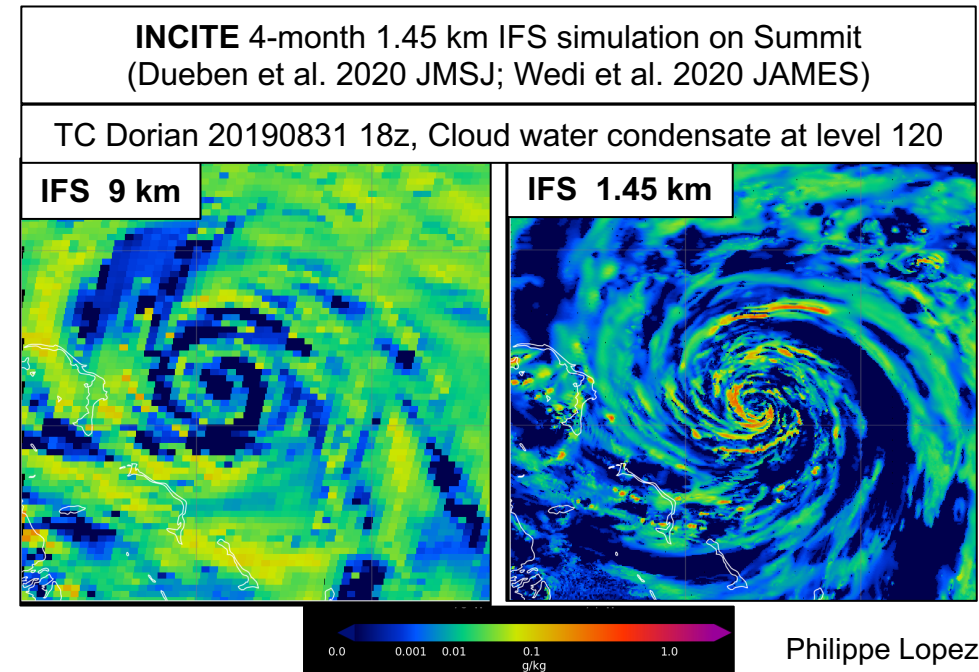 INCITE 4-month 1.45 km IFS simulation on Summit
(Dueben et al. 2020 JMSJ; Wedi et al. 2020 JAMES)
TC Dorian 20190831 18z, Cloud water condensate at level 120
IFS 9 km
IFS 1.45 km
0.0 0.001 0.01 0.1 1.0
g/kg
Philippe Lopez